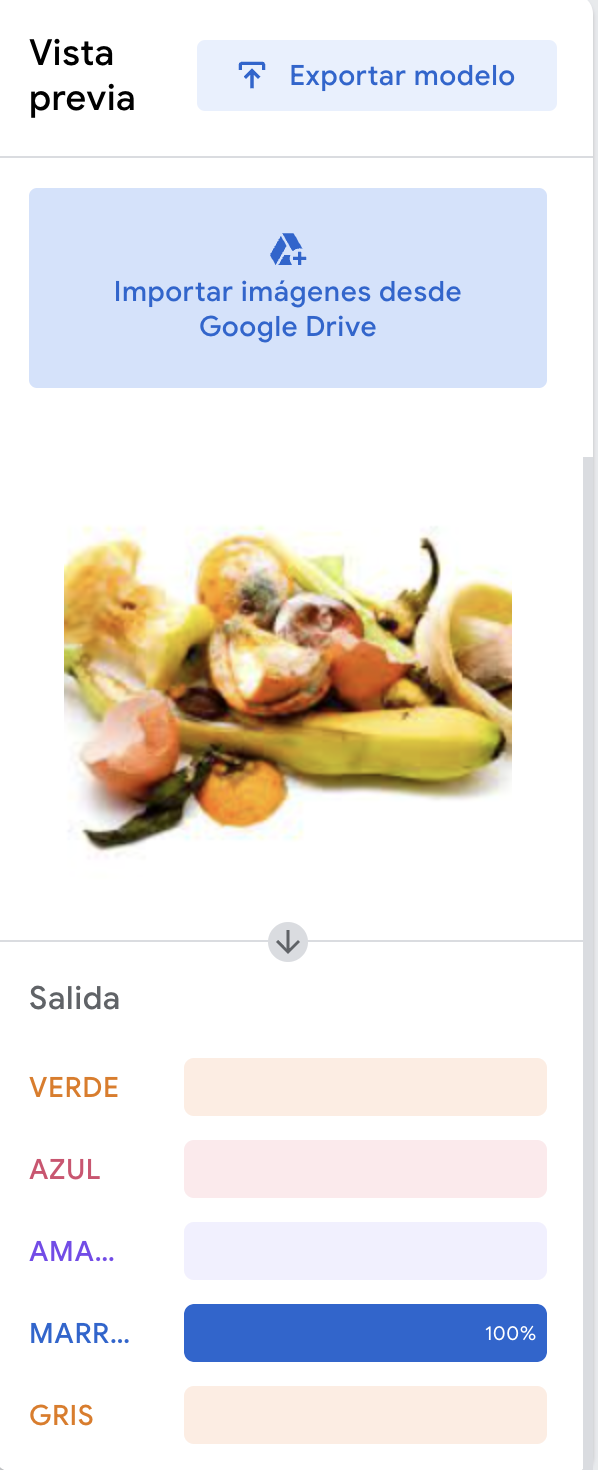 Vista
previa
Exportar modelo
Importar imágenes desde
Google Drive
Salida
VERDE
AZUL
AMA...
MARR...
100%
GRIS